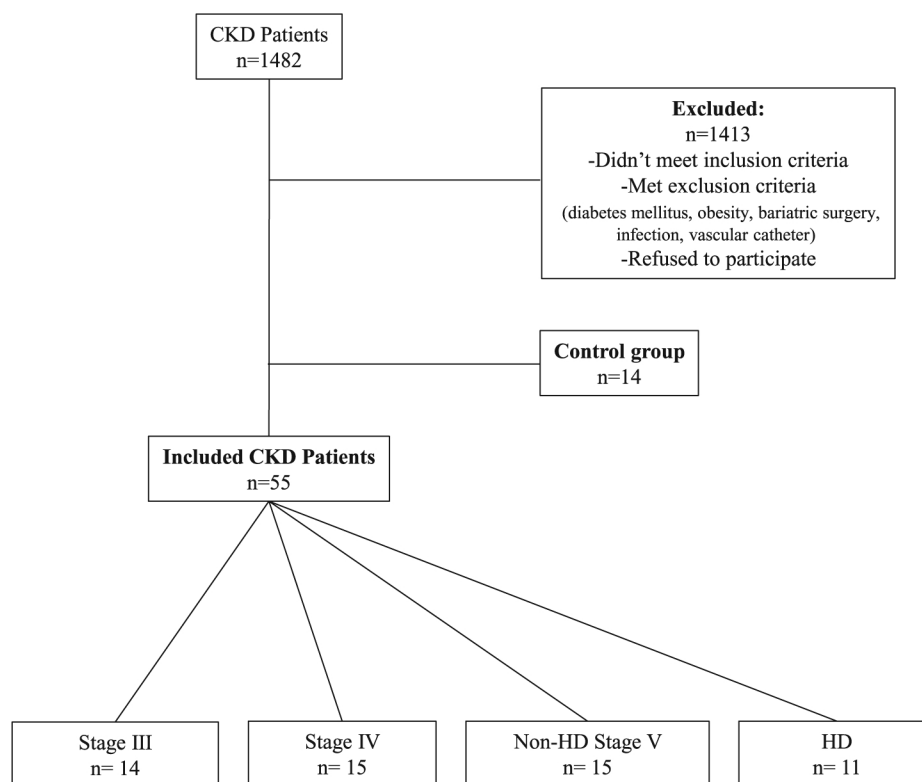 CKD Patients
n=1482
Excluded:
n=1413
-Didn't meet inclusion criteria
-Met exclusion criteria
(diabetes mellitus, obesity, bariatric surgery,
infection, vascular catheter)
-Refused to participate
Control group
n=14
Included CKD Patients
n=55
Stage III
n= 14
Stage IV
n= 15
Non-HD Stage V
n= 15
HD
n= 11